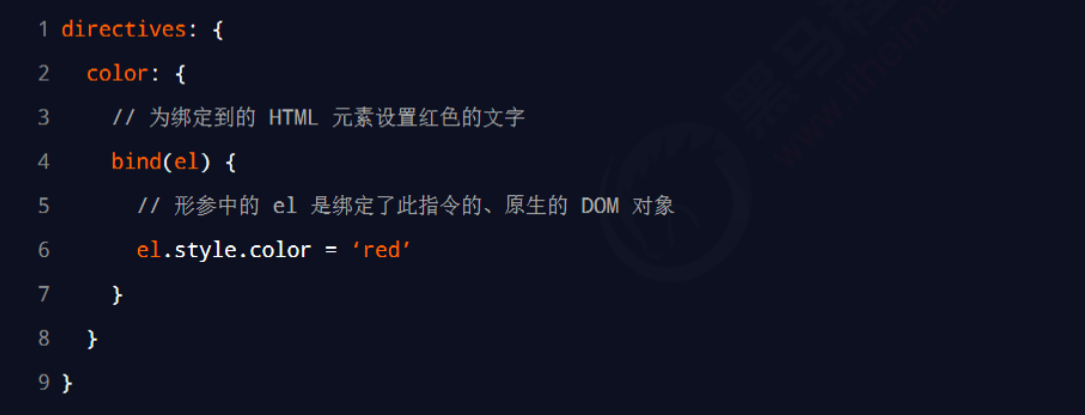 1 directives: {
2 color: {
3 // 为绑定到的 HTML 元素设置红色的文字
4 bind(el) {
5 // 形参中的 el 是绑定了此指令的、原生的 DOM 对象
6 el.style.color = ‘red’
7 }
8 }
9 }